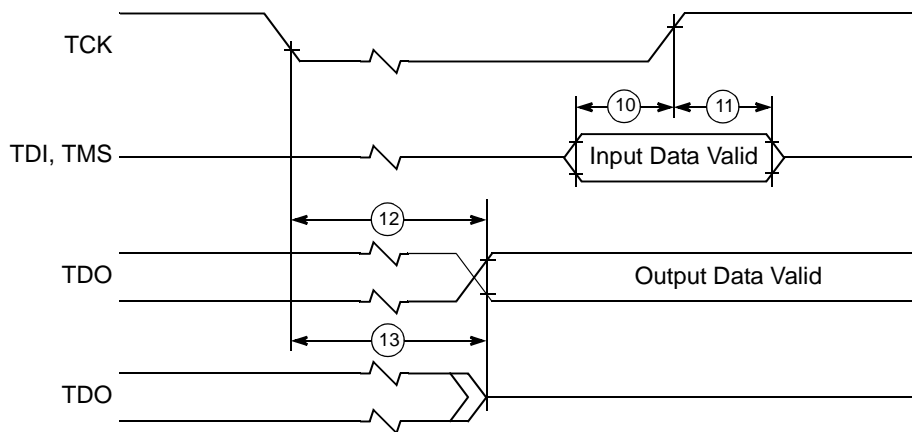 TCK
10
11
TDI, TMS
Input Data Valid
12
TDO
Output Data Valid
13
TDO